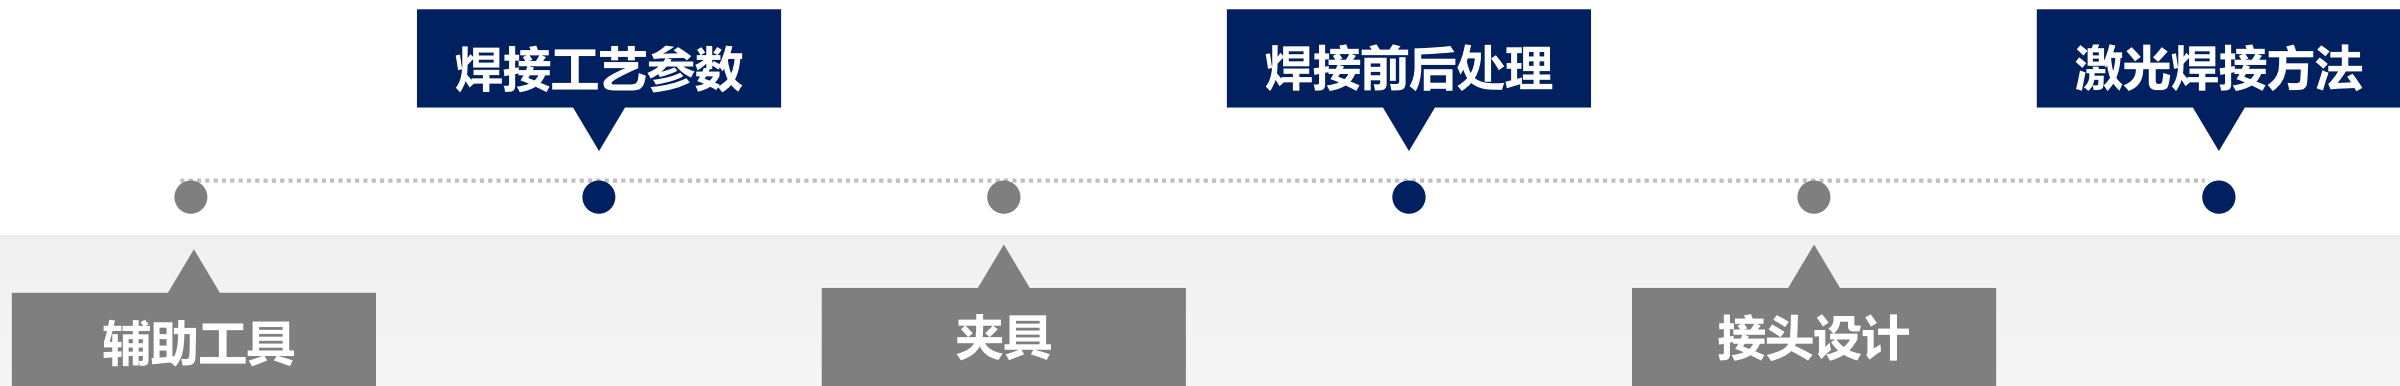 焊接工艺参数
焊接前后处理
激光焊接方法
辅助工具
夹具
接头设计